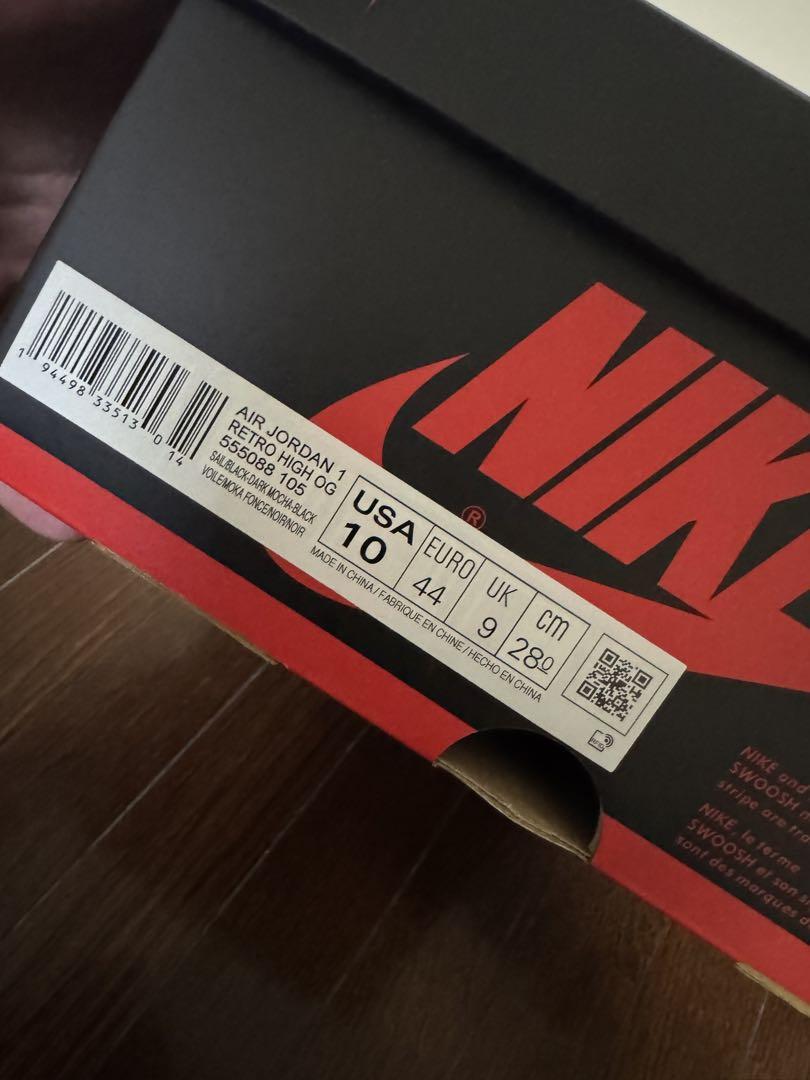 1 94498 33513 0 14
AIR JORDAN 1
RETRO HIGH OG
555088 105
SAIL/BLACK-DARK MOCHA-BLACK
VOILE/MOKA FONCE/NOIR/NOIR
USA
10
EURO
44
UK
9
cm
28.0
MADE IN CHINA / FABRIQUE EN CHINE / HECHO EN CHINA
RFID
®
NIKE
NIKE and
SWOOSH
stripe are
NIKE, le terme
SWOOSH et son
sont des marques